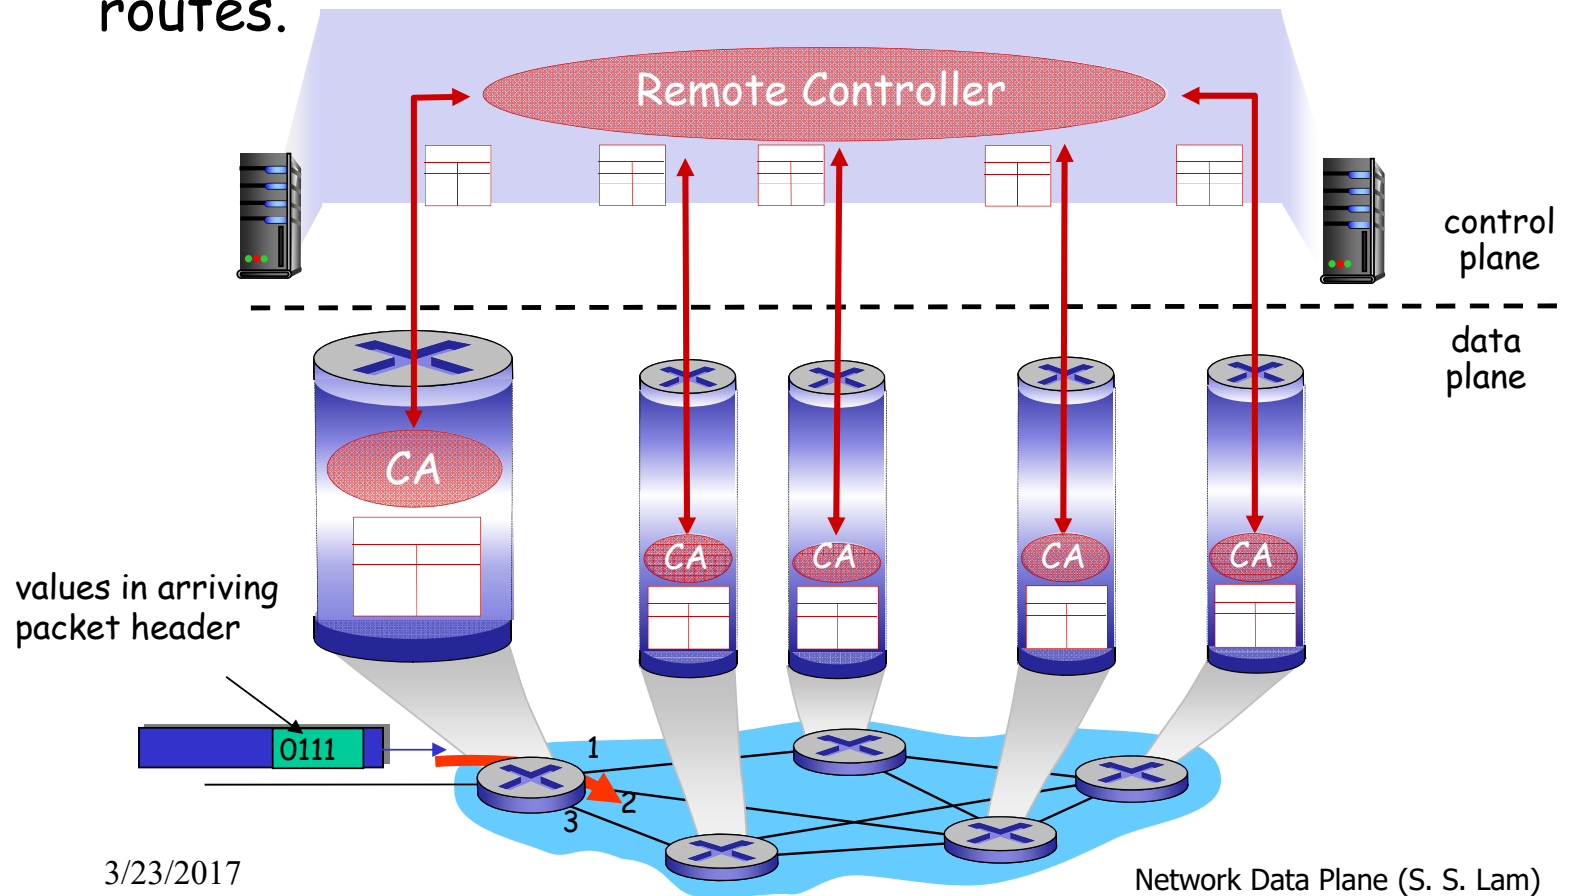 routes.
Remote Controller
control
plane
data
plane
CA
CA
CA
CA
CA
values in arriving
packet header
0111
1
2
3
3/23/2017
Network Data Plane (S. S. Lam)